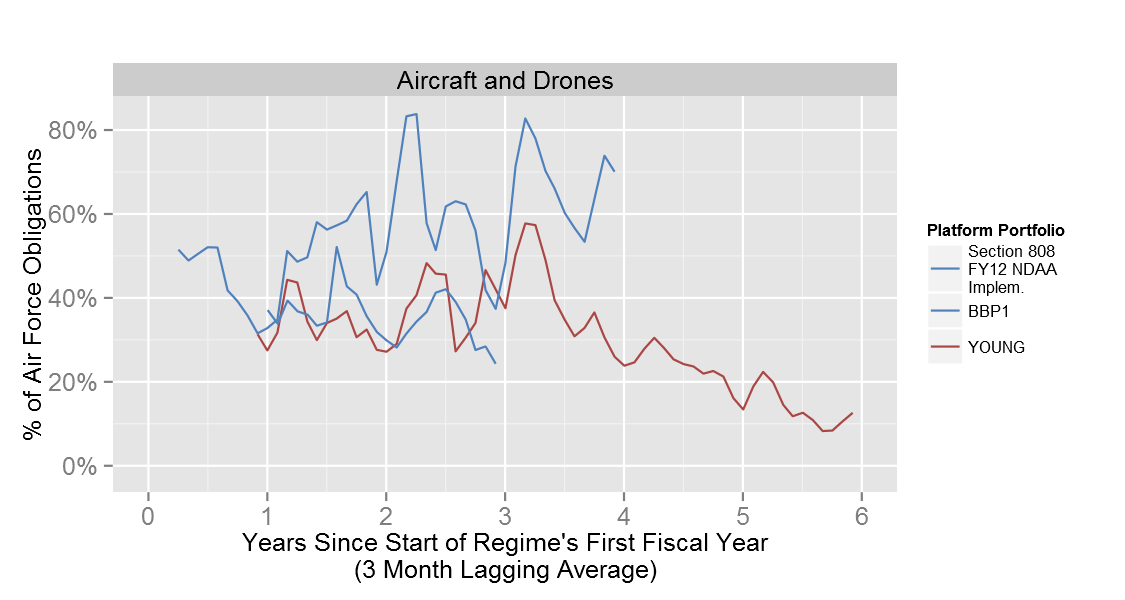 Aircraft and Drones
% of Air Force Obligations
80%
60%
40%
20%
0%
0 1 2 3 4 5 6
Years Since Start of Regime's First Fiscal Year
(3 Month Lagging Average)
Platform Portfolio
Section 808
FY12 NDAA
Implem.
BBP1
YOUNG